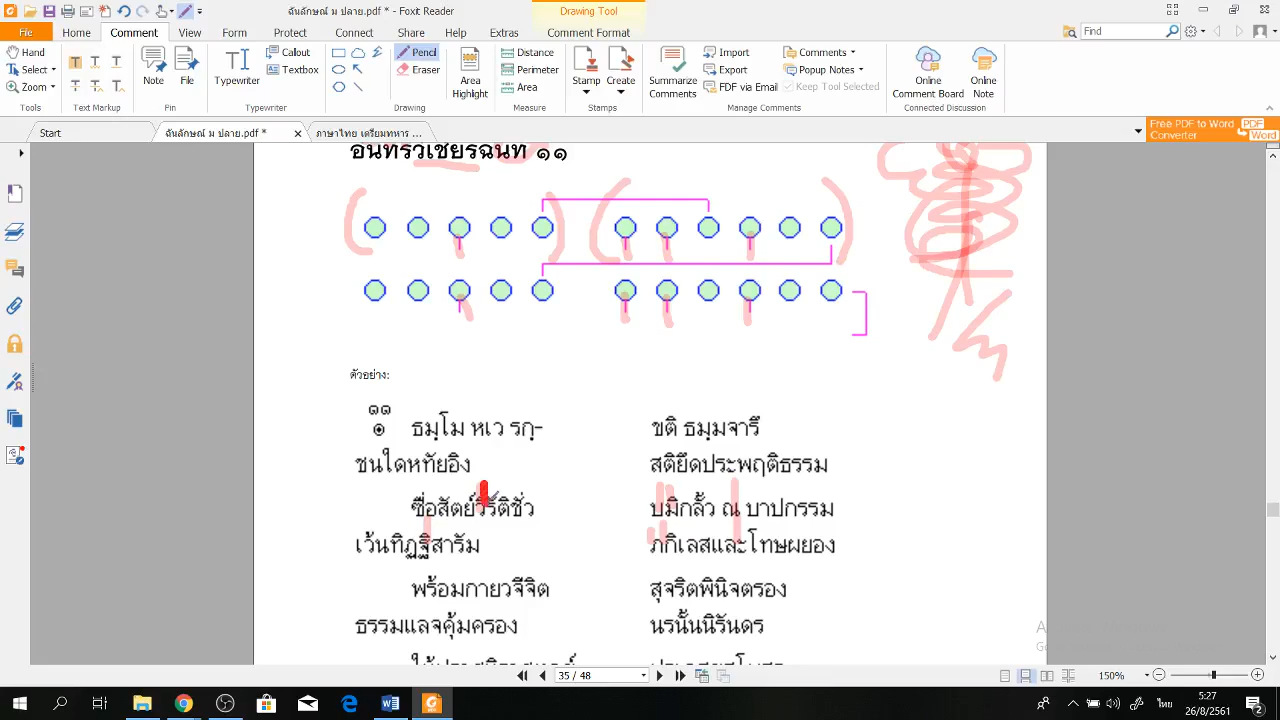 ฉันลักษณ์ ม ปลาย.pdf * - Foxit Reader
Drawing Tool
File Home Comment View Form Protect Connect Share Help Extras Comment Format Find
Hand Select Zoom Tools
Text Markup
Note File Pin
Typewriter Callout Textbox Typewriter
Pencil Eraser Drawing
Area Highlight
Distance Perimeter Area Measure
Stamp Create Stamps
Summarize Comments Import Export FDF via Email Comments Popup Notes Keep Tool Selected Manage Comments
Online Comment Board Online Note Connected Discussion
Start ฉันลักษณ์ ม ปลาย.pdf * ภาษาไทย เตรียมทหาร ... Free PDF to Word Converter PDF Word
อินทรวิเชียรฉันท์ ๑๑
ตัวอย่าง:
๑๑
ธมฺโม หเว รกฺ- ขติ ธมฺมจารึ
ชนใดหทัยอิง สติยึดประพฤติธรรม
ซื่อสัตย์วิรัติชั่ว บมิกลั้ว ณ บาปกรรม
เว้นทิฏฐิสารัม ภกิเลสและโทษผยอง
พร้อมกายวจีจิต สุจริตพินิจตรอง
ธรรมแลจคุ้มครอง นรนั้นนิรันดร
35 / 48 150%
5:27
ไทย
26/8/2561
2